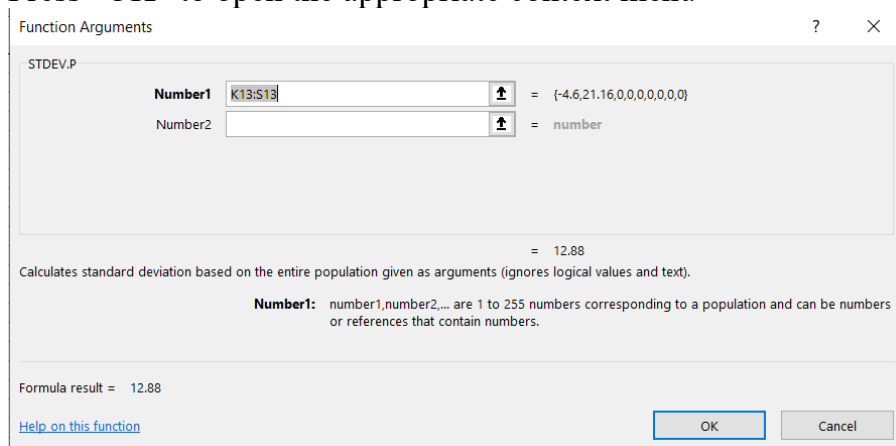 Function Arguments ? ×
STDEV.P
Number1 K13:S13 = {-4.6,21.16,0,0,0,0,0,0,0}
Number2 = number
= 12.88
Calculates standard deviation based on the entire population given as arguments (ignores logical values and text).
Number1: number1,number2,... are 1 to 255 numbers corresponding to a population and can be numbers
or references that contain numbers.
Formula result = 12.88
Help on this function OK Cancel